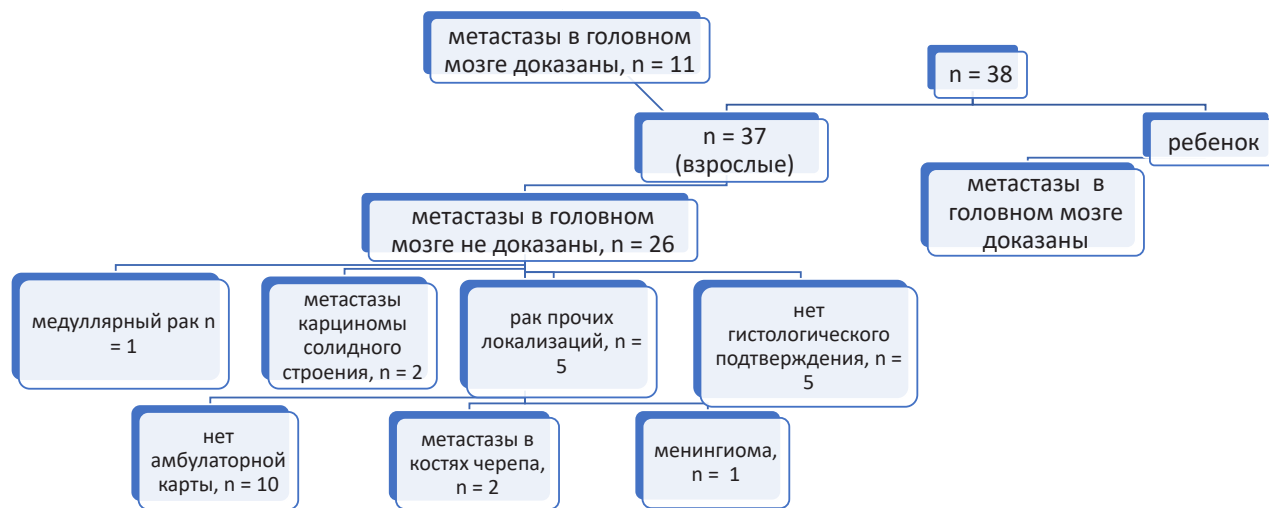 метастазы в головном
мозге доказаны, n = 11
n = 38
n = 37
(взрослые)
ребенок
метастазы в головном
мозге не доказаны, n = 26
метастазы в
головном мозге
доказаны
медуллярный рак n
= 1
метастазы
карциномы
солидного
строения, n = 2
рак прочих
локализаций, n =
5
нет
гистологического
подтверждения, n =
5
нет
амбулаторной
карты, n = 10
метастазы в
костях черепа,
n = 2
менингиома,
n = 1